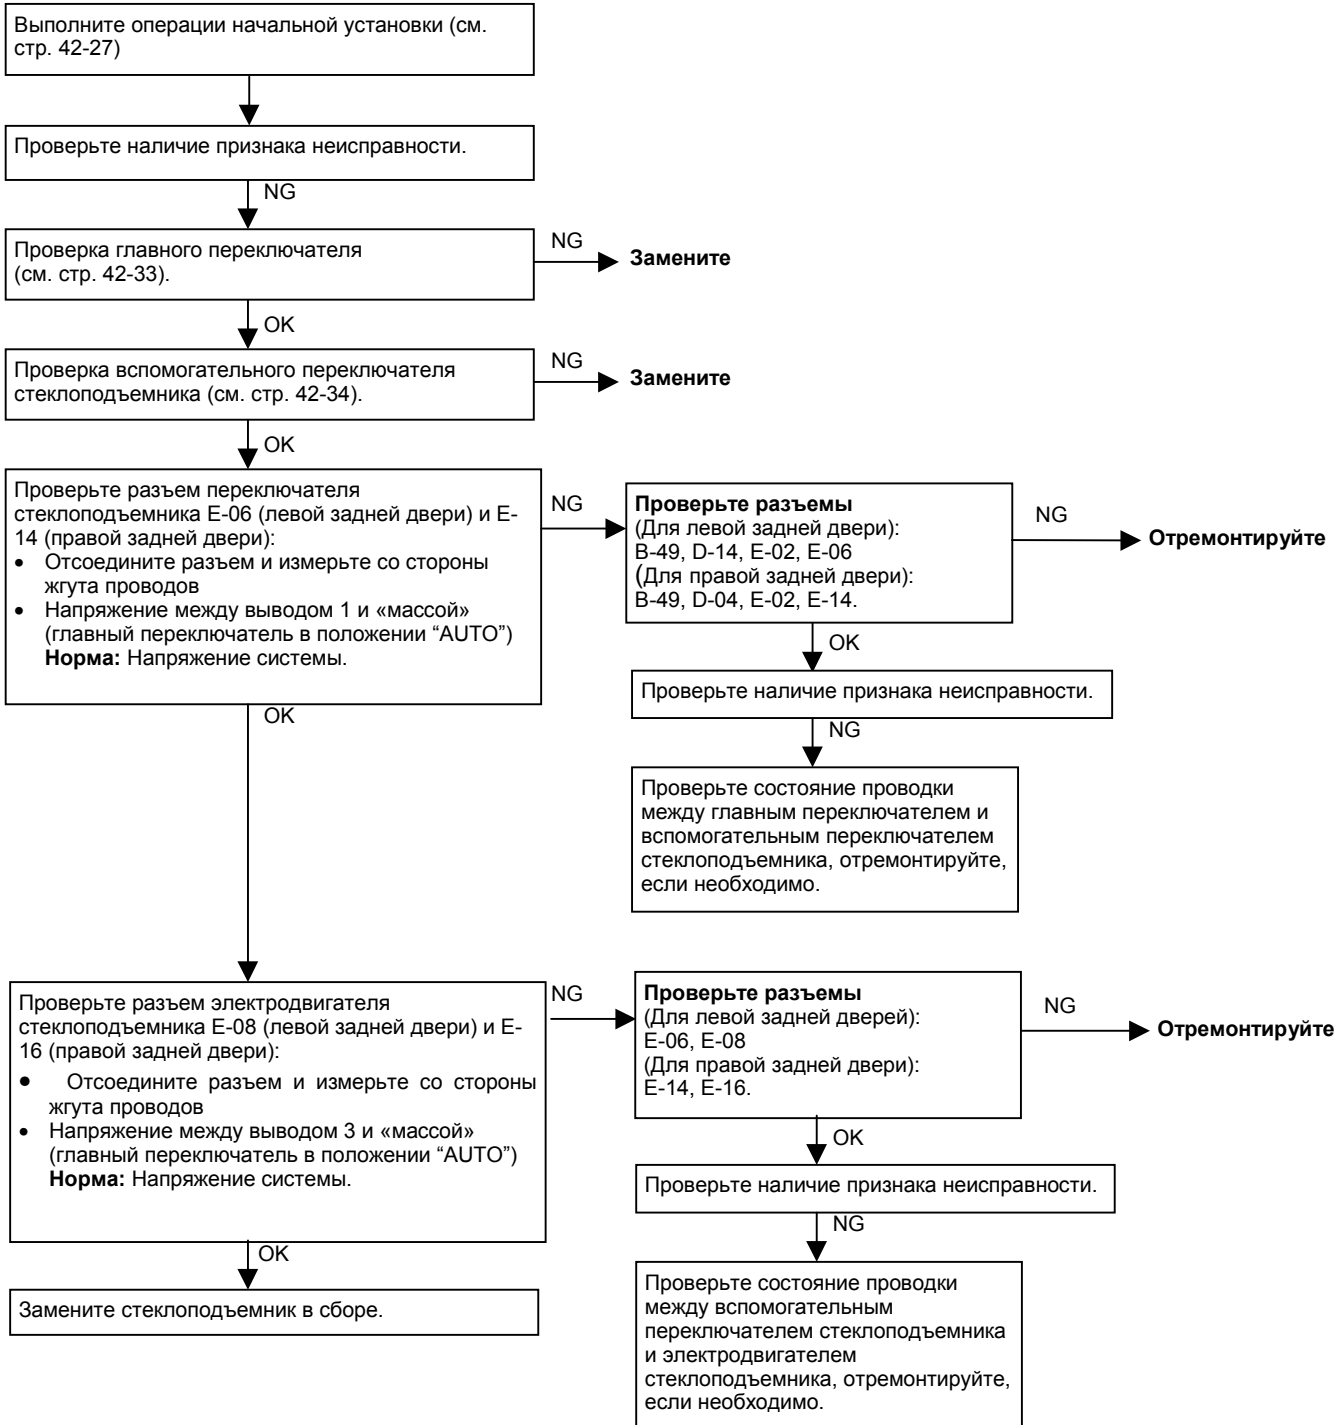 Выполните операции начальной установки (см.
стр. 42-27)
Проверьте наличие признака неисправности.
NG
Проверка главного переключателя
(см. стр. 42-33).
NG
Замените
OK
Проверка вспомогательного переключателя
стеклоподъемника (см. стр. 42-34).
NG
Замените
OK
Проверьте разъем переключателя
стеклоподъемника E-06 (левой задней двери) и E-
14 (правой задней двери):
• Отсоедините разъем и измерьте со стороны
жгута проводов
• Напряжение между выводом 1 и «массой»
(главный переключатель в положении “AUTO”)
Норма: Напряжение системы.
NG
Проверьте разъемы
(Для левой задней двери):
B-49, D-14, E-02, E-06
(Для правой задней двери):
B-49, D-04, E-02, E-14.
NG
Отремонтируйте
OK
Проверьте наличие признака неисправности.
NG
Проверьте состояние проводки
между главным переключателем и
вспомогательным переключателем
стеклоподъемника, отремонтируйте,
если необходимо.
OK
Проверьте разъем электродвигателя
стеклоподъемника E-08 (левой задней двери) и E-
16 (правой задней двери):
• Отсоедините разъем и измерьте со стороны
жгута проводов
• Напряжение между выводом 3 и «массой»
(главный переключатель в положении “AUTO”)
Норма: Напряжение системы.
NG
Проверьте разъемы
(Для левой задней дверей):
E-06, E-08
(Для правой задней двери):
E-14, E-16.
NG
Отремонтируйте
OK
Проверьте наличие признака неисправности.
NG
Проверьте состояние проводки
между вспомогательным
переключателем стеклоподъемника
и электродвигателем
стеклоподъемника, отремонтируйте,
если необходимо.
OK
Замените стеклоподъемник в сборе.